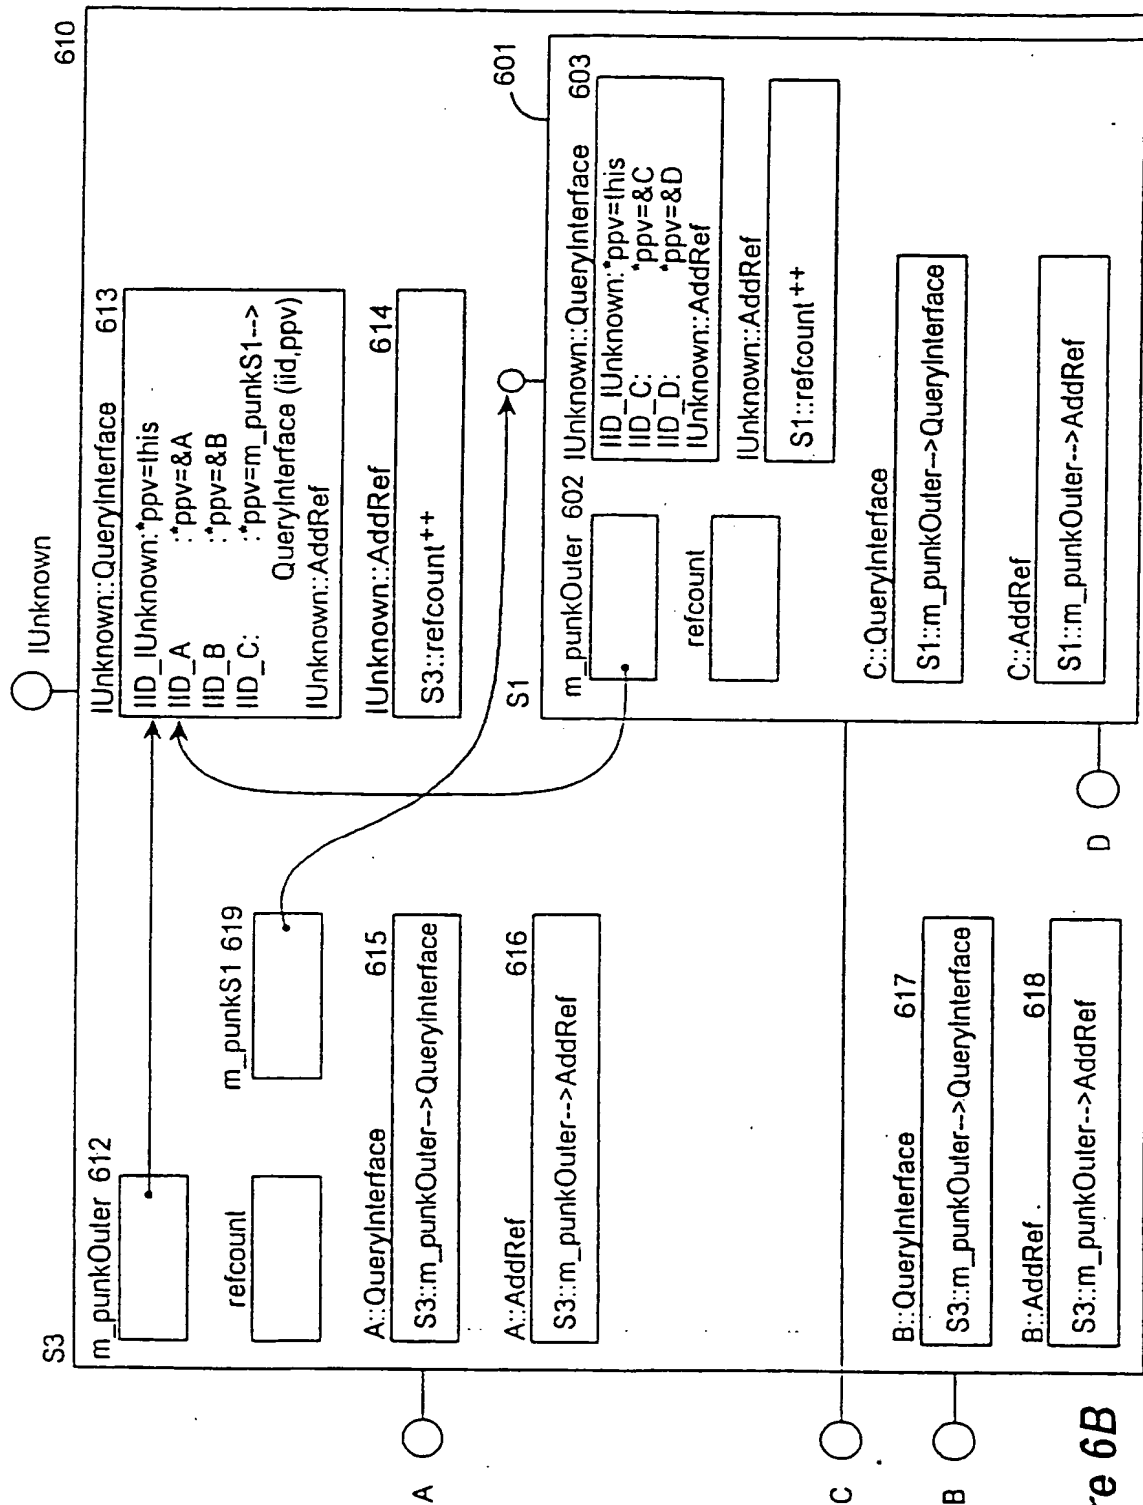 IUnknown
610
S3
m_punkOuter 612
refcount
m_punkS1 619
A::QueryInterface 615
S3::m_punkOuter-->QueryInterface
A::AddRef 616
S3::m_punkOuter-->AddRef
B::QueryInterface 617
S3::m_punkOuter-->QueryInterface
B::AddRef 618
S3::m_punkOuter-->AddRef
IUnknown::QueryInterface 613
IID_IUnknown:*ppv=this
IID_A :*ppv=&A
IID_B :*ppv=&B
IID_C: :*ppv=m_punkS1-->
QueryInterface (iid,ppv)
IUnknown::AddRef
IUnknown::AddRef 614
S3::refcount++
601
S1
m_punkOuter 602
refcount
IUnknown::QueryInterface 603
IID_IUnknown:*ppv=this
IID_C: *ppv=&C
IID_D: *ppv=&D
IUnknown::AddRef
IUnknown::AddRef
S1::refcount++
C::QueryInterface
S1::m_punkOuter-->QueryInterface
C::AddRef
S1::m_punkOuter-->AddRef
A
C
B
D
re 6B